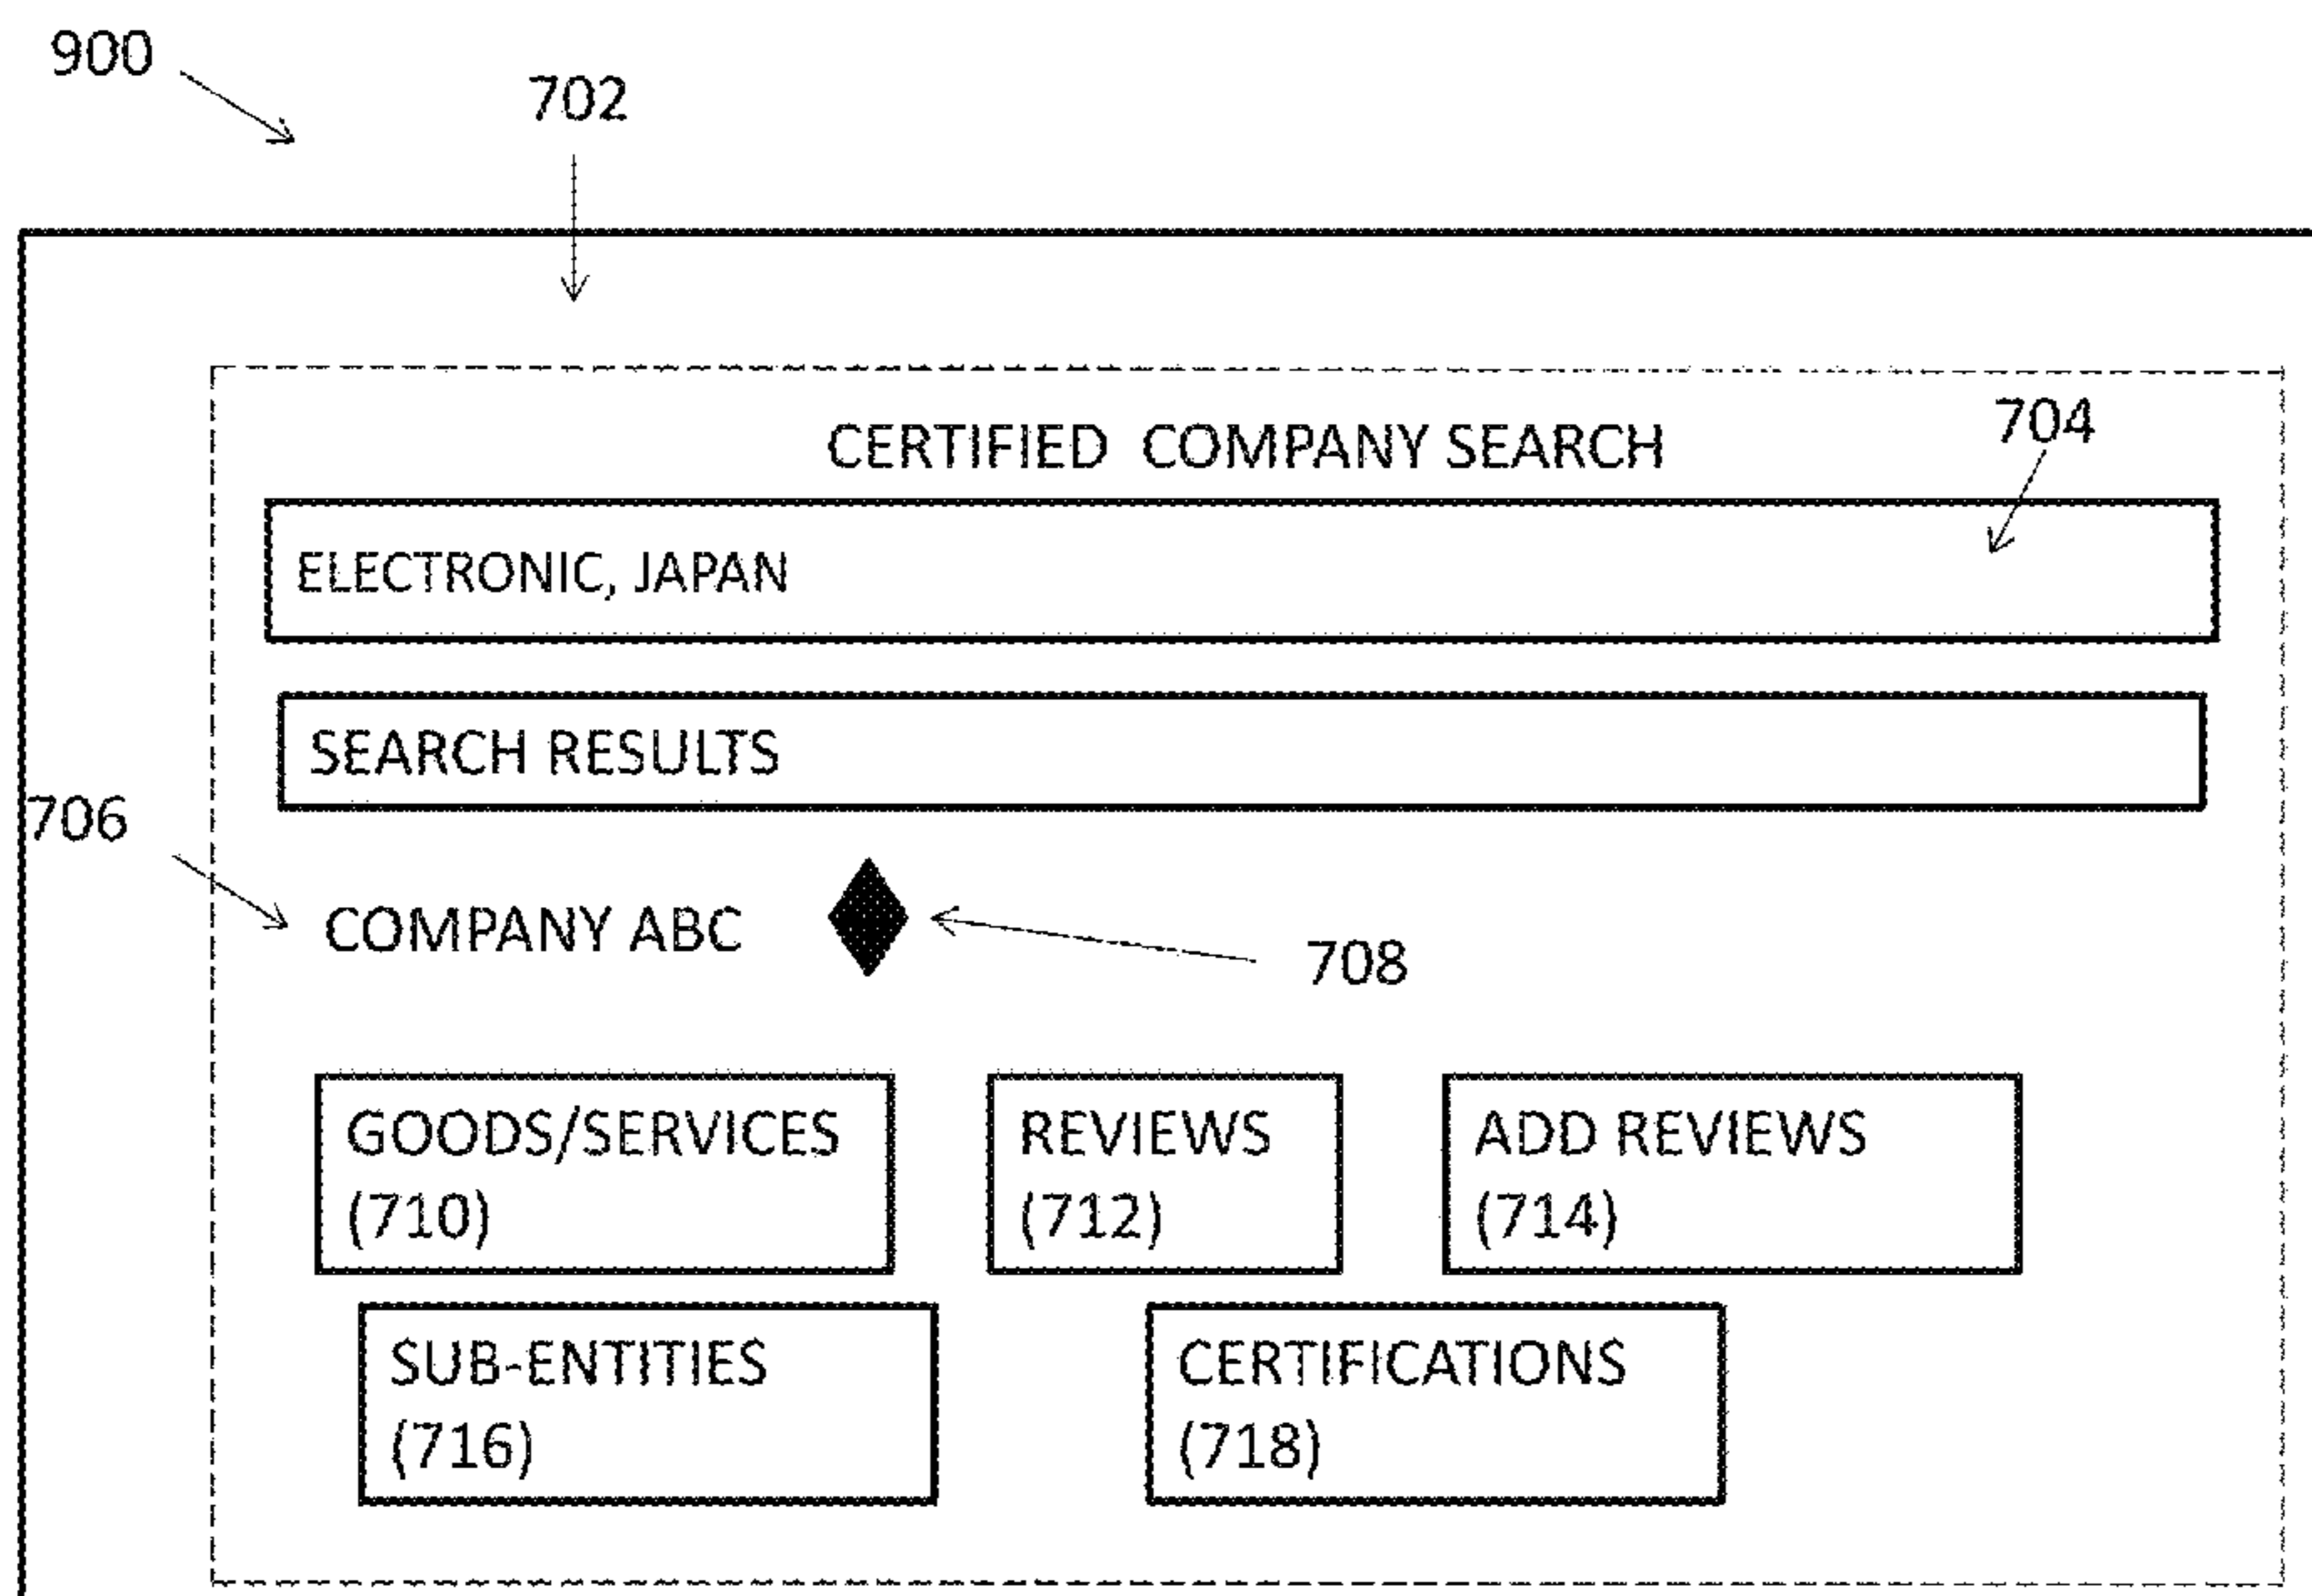 900
702
CERTIFIED COMPANY SEARCH
704
ELECTRONIC, JAPAN
SEARCH RESULTS
706
COMPANY ABC
708
GOODS/SERVICES
(710)
REVIEWS
(712)
ADD REVIEWS
(714)
SUB-ENTITIES
(716)
CERTIFICATIONS
(718)